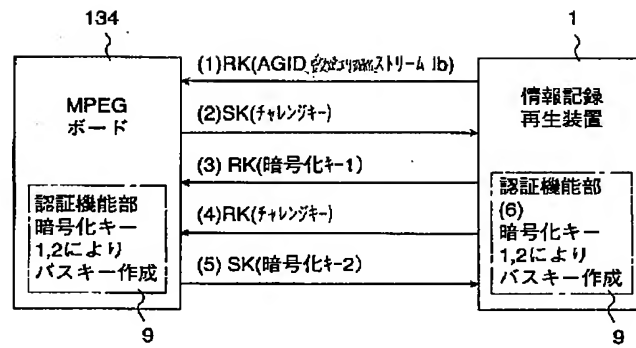 134
1
MPEG
ボード
情報記録
再生装置
(1)RK(AGID, ストリーム Ib)
(2)SK(チャレンジキー)
(3) RK(暗号化キー1)
(4)RK(チャレンジキー)
(5) SK(暗号化キー2)
認証機能部
暗号化キー
1,2により
バスキー作成
認証機能部
(6)
暗号化キー
1,2により
バスキー作成
9
9